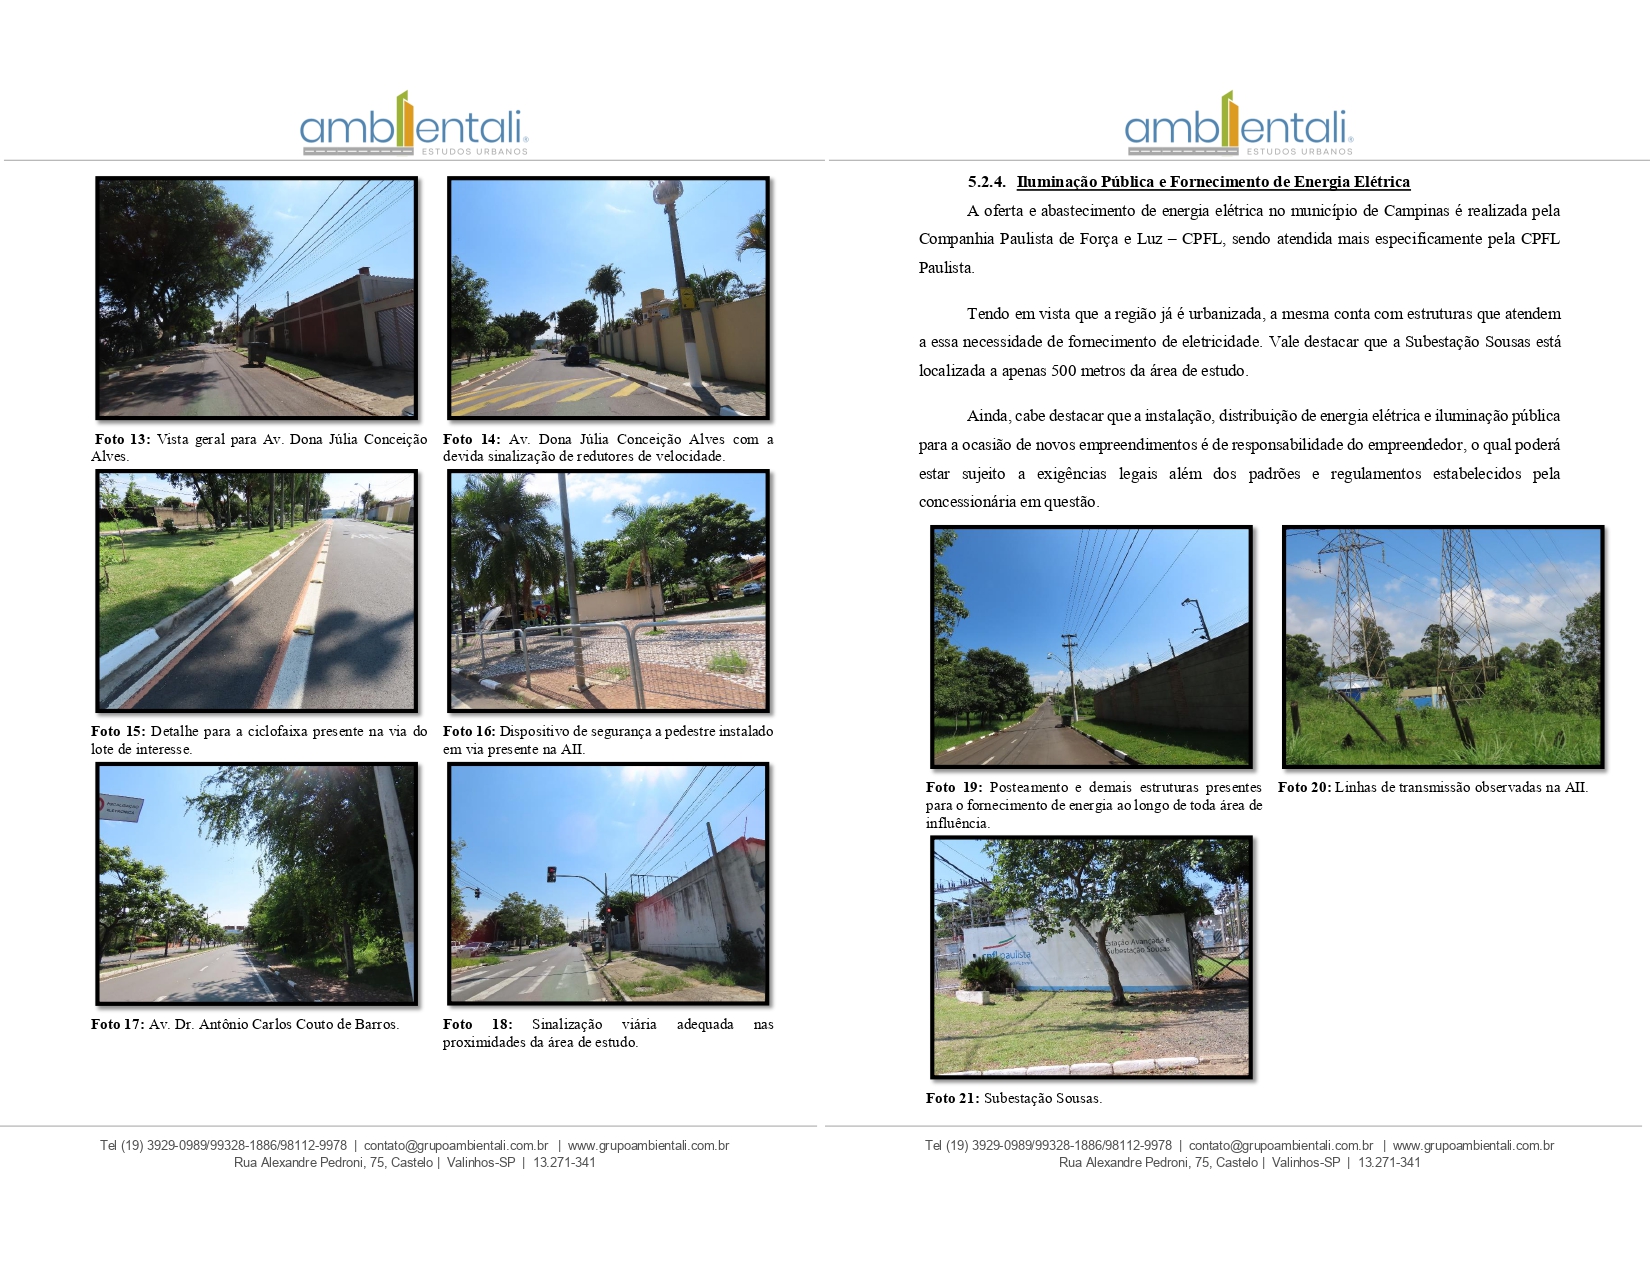 ambientali
ESTUDOS URBANOS
Foto 13: Vista geral para Av. Dona Júlia Conceição
Alves.
Foto 14: Av. Dona Júlia Conceição Alves com a
devida sinalização de redutores de velocidade.
Foto 15: Detalhe para a ciclofaixa presente na via do
lote de interesse.
Foto 16: Dispositivo de segurança a pedestre instalado
em via presente na AII.
FISCALIZAÇÃO
ELETRÔNICA
Foto 17: Av. Dr. Antônio Carlos Couto de Barros.
Foto 18: Sinalização viária adequada nas
proximidades da área de estudo.
Tel (19) 3929-0989/99328-1886/98112-9978 | contato@grupoambientali.com.br | www.grupoambientali.com.br
Rua Alexandre Pedroni, 75, Castelo | Valinhos-SP | 13.271-341
ambientali
ESTUDOS URBANOS
5.2.4. Iluminação Pública e Fornecimento de Energia Elétrica
A oferta e abastecimento de energia elétrica no município de Campinas é realizada pela
Companhia Paulista de Força e Luz – CPFL, sendo atendida mais especificamente pela CPFL
Paulista.
Tendo em vista que a região já é urbanizada, a mesma conta com estruturas que atendem
a essa necessidade de fornecimento de eletricidade. Vale destacar que a Subestação Sousas está
localizada a apenas 500 metros da área de estudo.
Ainda, cabe destacar que a instalação, distribuição de energia elétrica e iluminação pública
para a ocasião de novos empreendimentos é de responsabilidade do empreendedor, o qual poderá
estar sujeito a exigências legais além dos padrões e regulamentos estabelecidos pela
concessionária em questão.
Foto 19: Posteamento e demais estruturas presentes
para o fornecimento de energia ao longo de toda área de
influência.
Foto 20: Linhas de transmissão observadas na AII.
cpfl paulista
Estação Avançada e
Subestação Sousas
Foto 21: Subestação Sousas.
Tel (19) 3929-0989/99328-1886/98112-9978 | contato@grupoambientali.com.br | www.grupoambientali.com.br
Rua Alexandre Pedroni, 75, Castelo | Valinhos-SP | 13.271-341